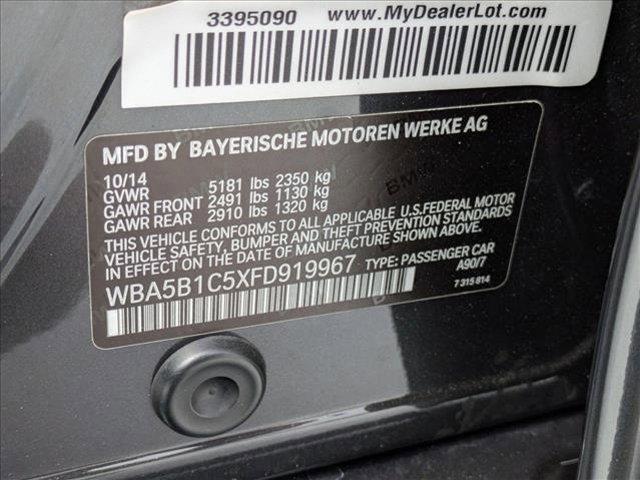 3395090 www.MyDealerLot.com
MFD BY BAYERISCHE MOTOREN WERKE AG
10/14
GVWR 5181 lbs 2350 kg
GAWR FRONT 2491 lbs 1130 kg
GAWR REAR 2910 lbs 1320 kg
THIS VEHICLE CONFORMS TO ALL APPLICABLE U.S.FEDERAL MOTOR
VEHICLE SAFETY, BUMPER AND THEFT PREVENTION STANDARDS
IN EFFECT ON THE DATE OF MANUFACTURE SHOWN ABOVE.
WBA5B1C5XFD919967 TYPE: PASSENGER CAR
A90/7
7 315 814